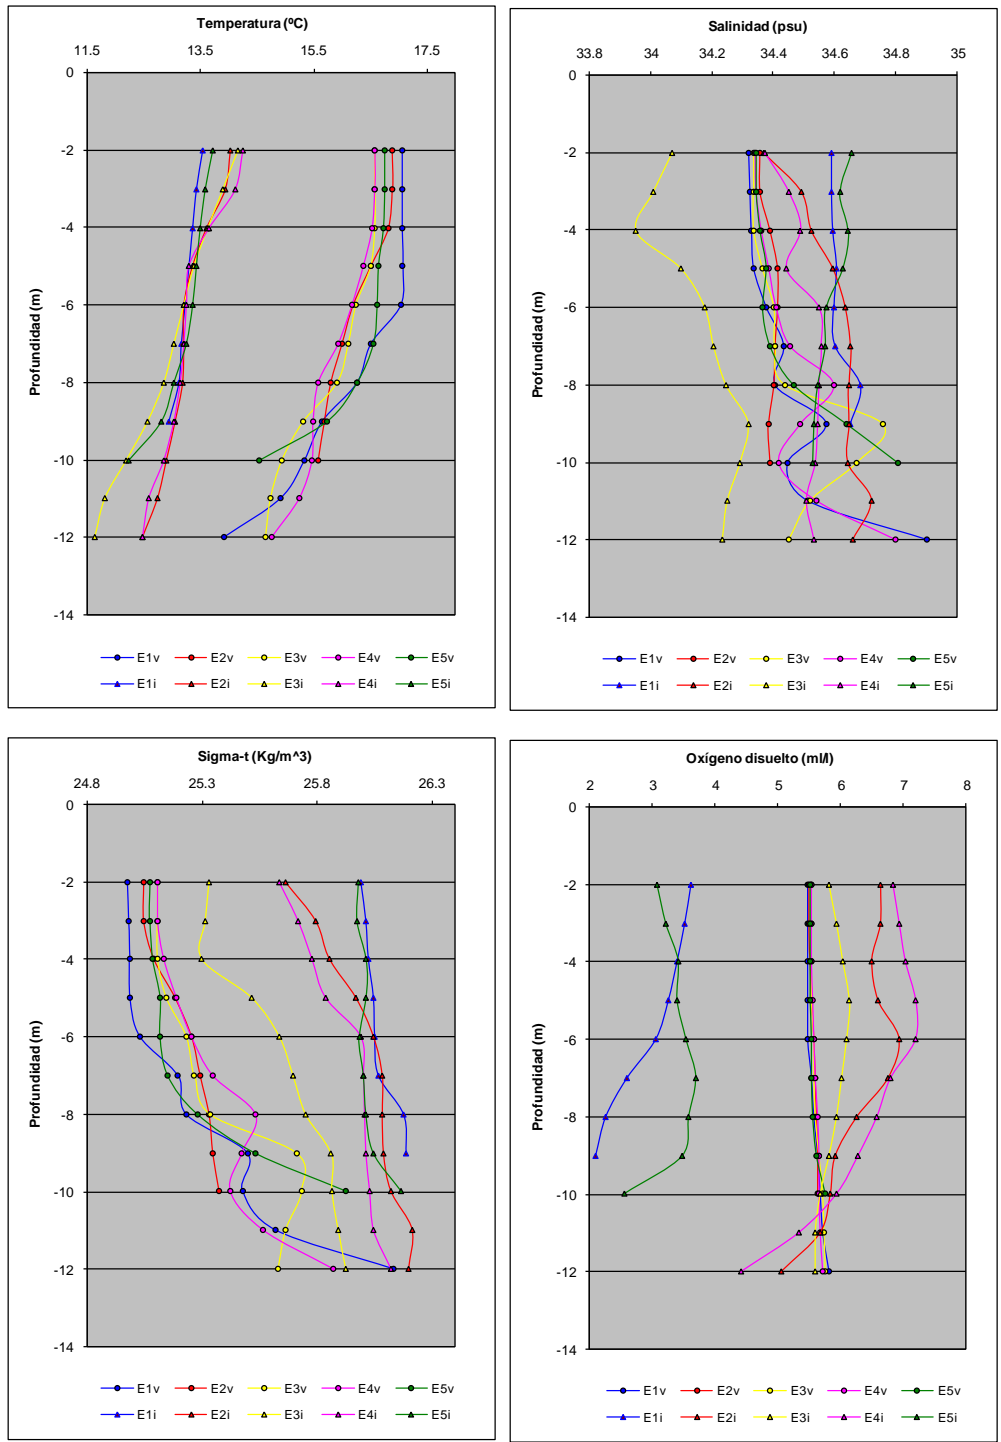 Temperatura (ºC)
11.5 13.5 15.5 17.5
0
-2
-4
-6
-8
-10
-12
-14
Profundidad (m)
E1v E2v E3v E4v E5v
E1i E2i E3i E4i E5i
Salinidad (psu)
33.8 34 34.2 34.4 34.6 34.8 35
0
-2
-4
-6
-8
-10
-12
-14
Profundidad (m)
E1v E2v E3v E4v E5v
E1i E2i E3i E4i E5i
Sigma-t (Kg/m^3)
24.8 25.3 25.8 26.3
0
-2
-4
-6
-8
-10
-12
-14
Profundidad (m)
E1v E2v E3v E4v E5v
E1i E2i E3i E4i E5i
Oxígeno disuelto (ml/l)
2 3 4 5 6 7 8
0
-2
-4
-6
-8
-10
-12
-14
Profundidad (m)
E1v E2v E3v E4v E5v
E1i E2i E3i E4i E5i